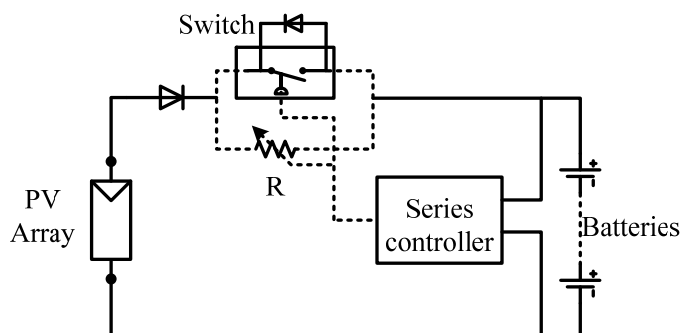 Switch
R
PV
Array
Series
controller
Batteries
+
+